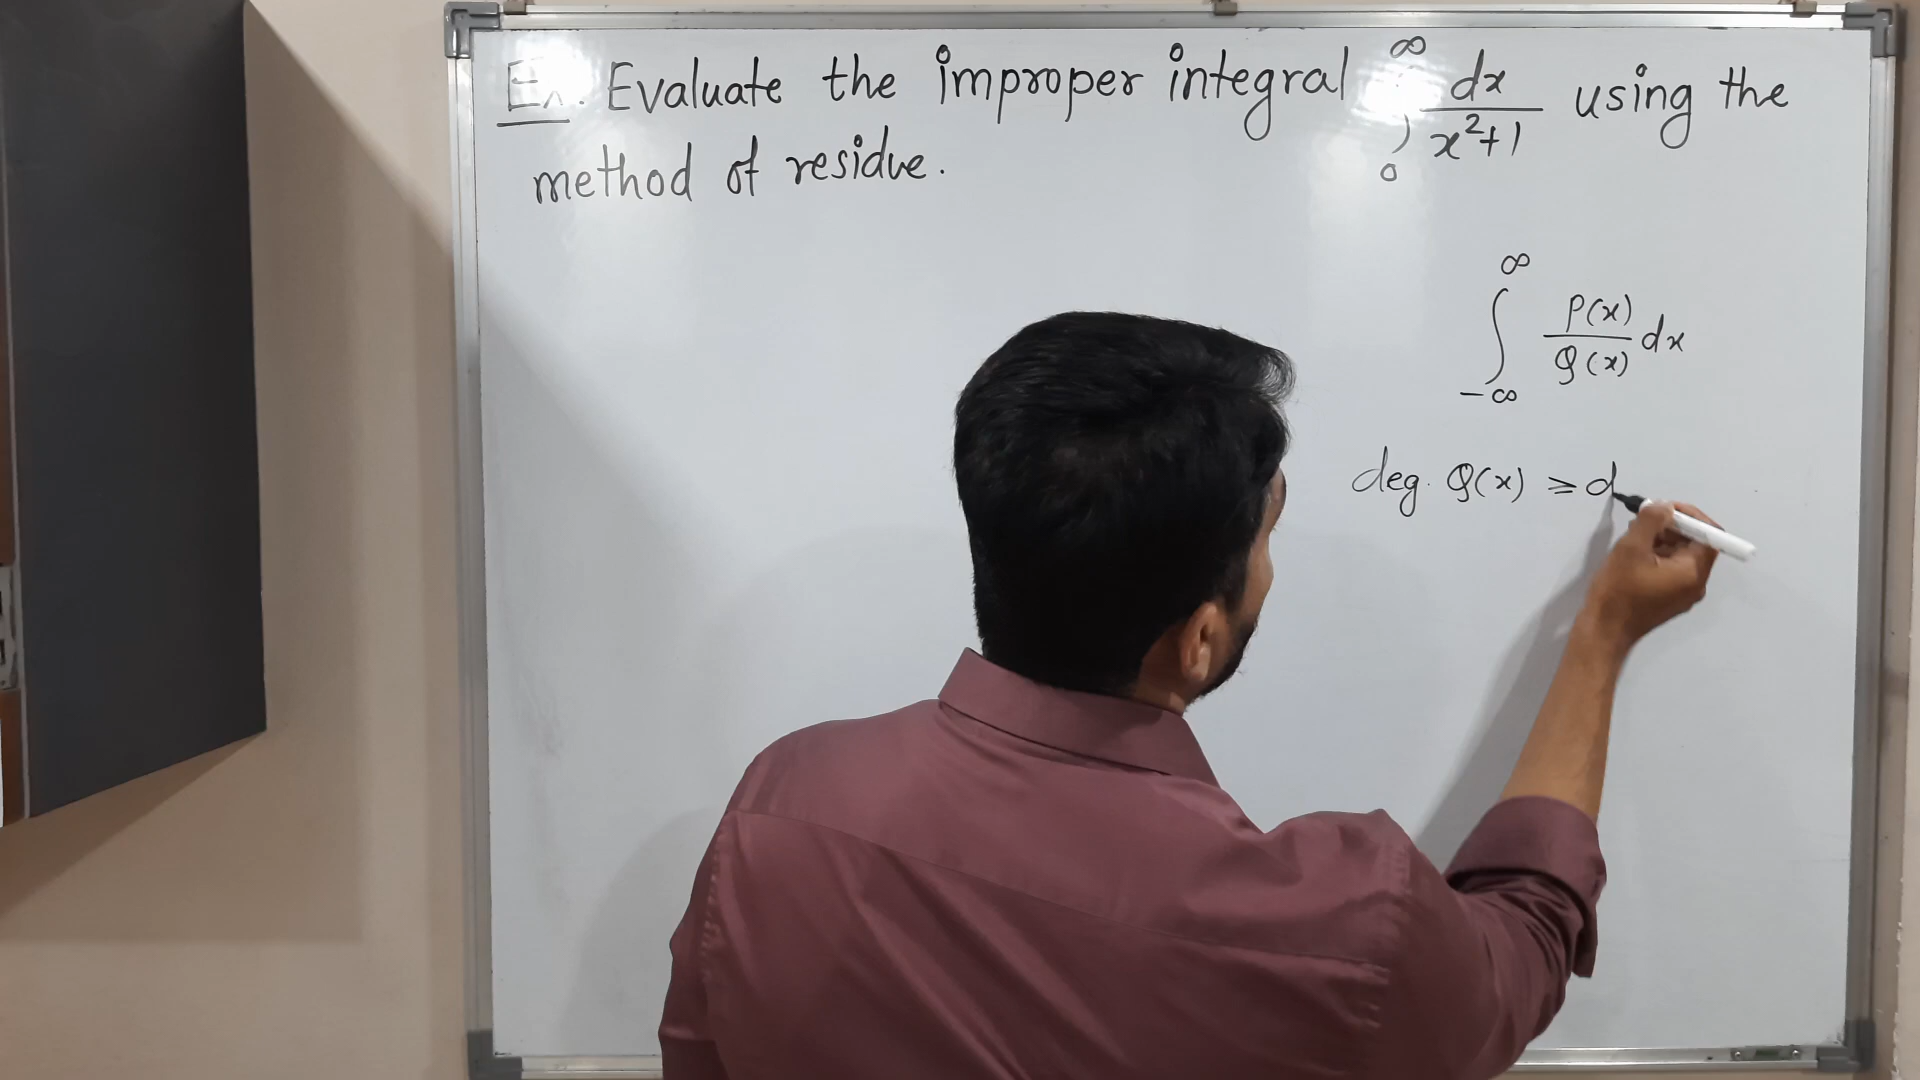 Ex. Evaluate the improper integral ∫₀^∞ dx/(x²+1) using the
method of residue.
∫_{-∞}^{∞} P(x)/Q(x) dx
deg. Q(x) ≥ d